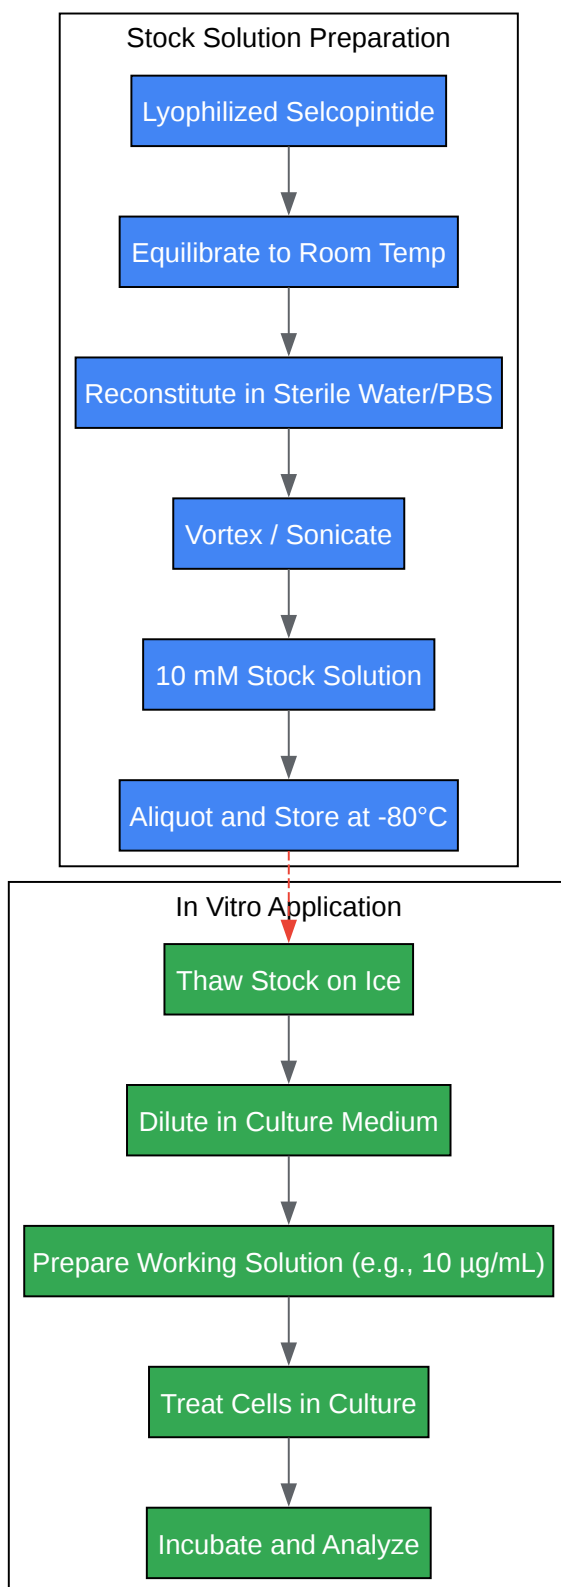 Stock Solution Preparation
Lyophilized Selcopintide
Equilibrate to Room Temp
Reconstitute in Sterile Water/PBS
Vortex / Sonicate
10 mM Stock Solution
Aliquot and Store at -80°C
In Vitro Application
Thaw Stock on Ice
Dilute in Culture Medium
Prepare Working Solution (e.g., 10 µg/mL)
Treat Cells in Culture
Incubate and Analyze